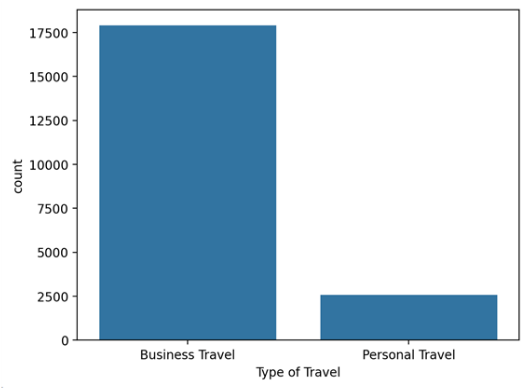 17500
15000
12500
10000
7500
5000
2500
0
count
Business Travel
Personal Travel
Type of Travel